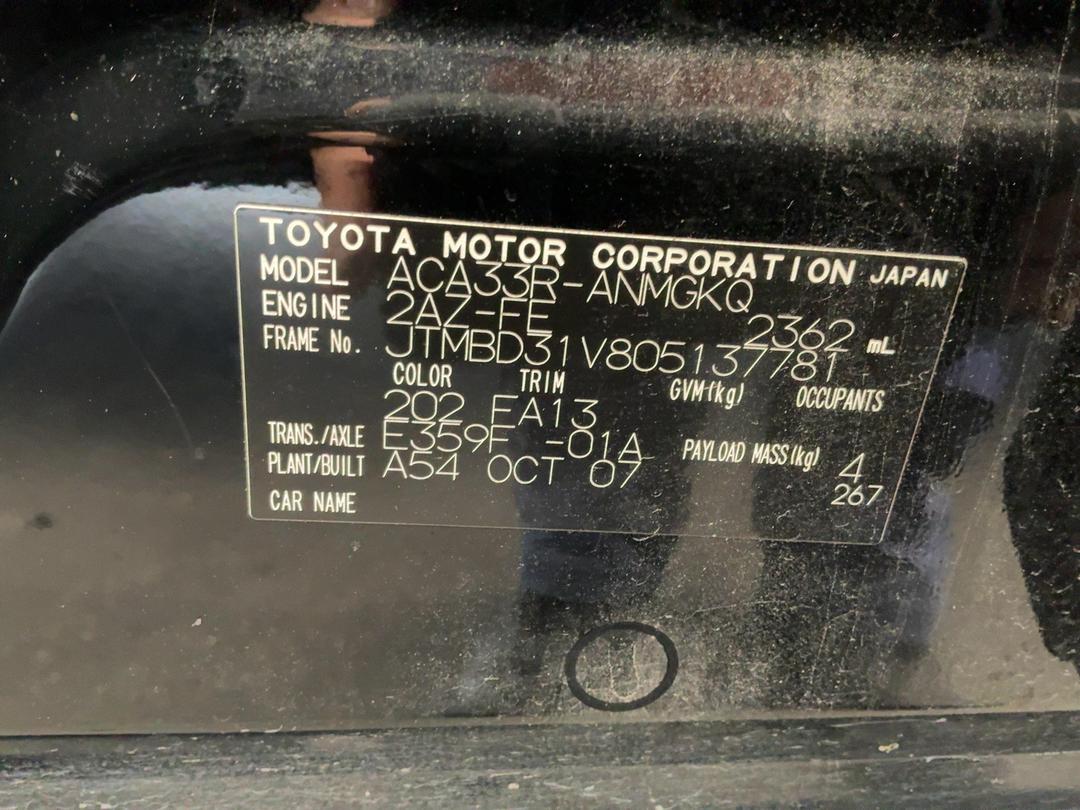 TOYOTA MOTOR CORPORATION JAPAN
MODEL ACA33R-ANMGKQ
ENGINE 2AZ-FE 2362 mL
FRAME No. JTMBD31V805137781
COLOR TRIM GVM(kg) OCCUPANTS
202 EA13
TRANS./AXLE E359F -01A PAYLOAD MASS(kg) 4
PLANT/BUILT A54 OCT 07 267
CAR NAME